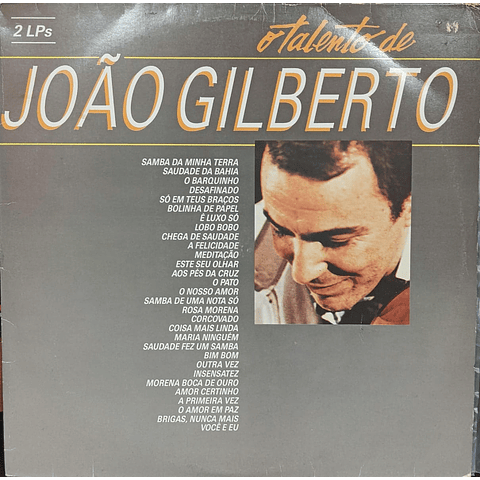 2 LPs
o talento de
JOÃO GILBERTO
SAMBA DA MINHA TERRA
SAUDADE DA BAHIA
O BARQUINHO
DESAFINADO
SÓ EM TEUS BRAÇOS
BOLINHA DE PAPEL
É LUXO SÓ
LOBO BOBO
CHEGA DE SAUDADE
A FELICIDADE
MEDITAÇÃO
ESTE SEU OLHAR
AOS PÉS DA CRUZ
O PATO
O NOSSO AMOR
SAMBA DE UMA NOTA SÓ
ROSA MORENA
CORCOVADO
COISA MAIS LINDA
MARIA NINGUÉM
SAUDADE FEZ UM SAMBA
BIM BOM
OUTRA VEZ
INSENSATEZ
MORENA BOCA DE OURO
AMOR CERTINHO
A PRIMEIRA VEZ
O AMOR EM PAZ
BRIGAS, NUNCA MAIS
VOCÊ E EU